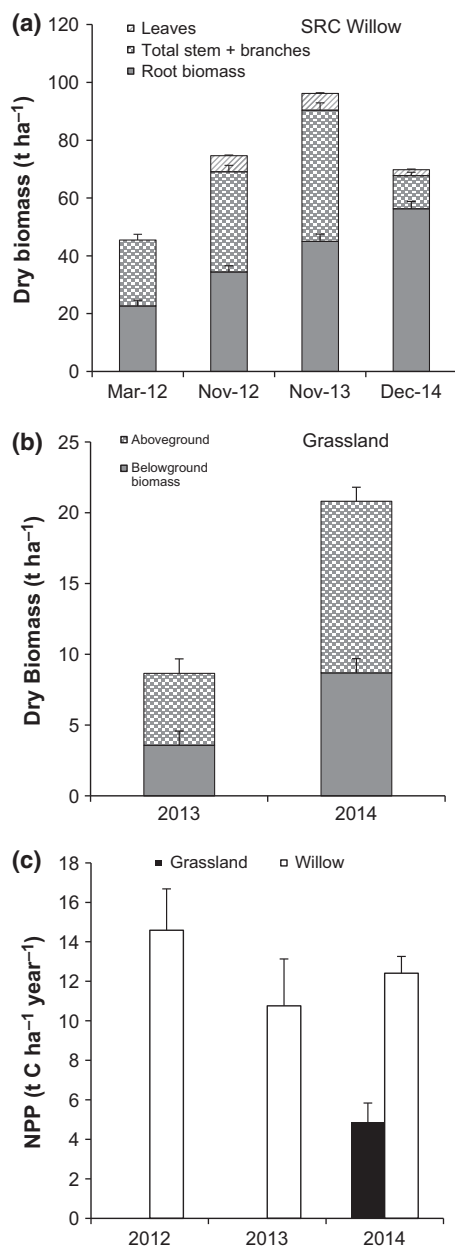 (a)
SRC Willow
Leaves
Total stem + branches
Root biomass
Dry biomass (t ha⁻¹)
120
100
80
60
40
20
0
Mar-12 Nov-12 Nov-13 Dec-14
(b)
Grassland
Aboveground
Belowground
biomass
Dry Biomass (t ha⁻¹)
25
20
15
10
5
0
2013 2014
(c)
Grassland Willow
NPP (t C ha⁻¹ year⁻¹)
18
16
14
12
10
8
6
4
2
0
2012 2013 2014